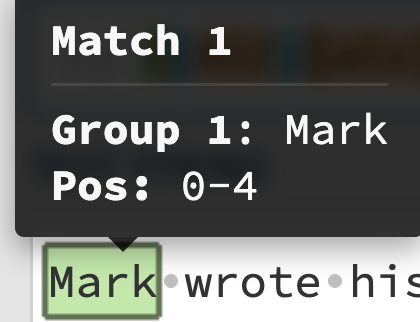 Match 1
Group 1: Mark
Pos: 0-4
Mark·wrote·his